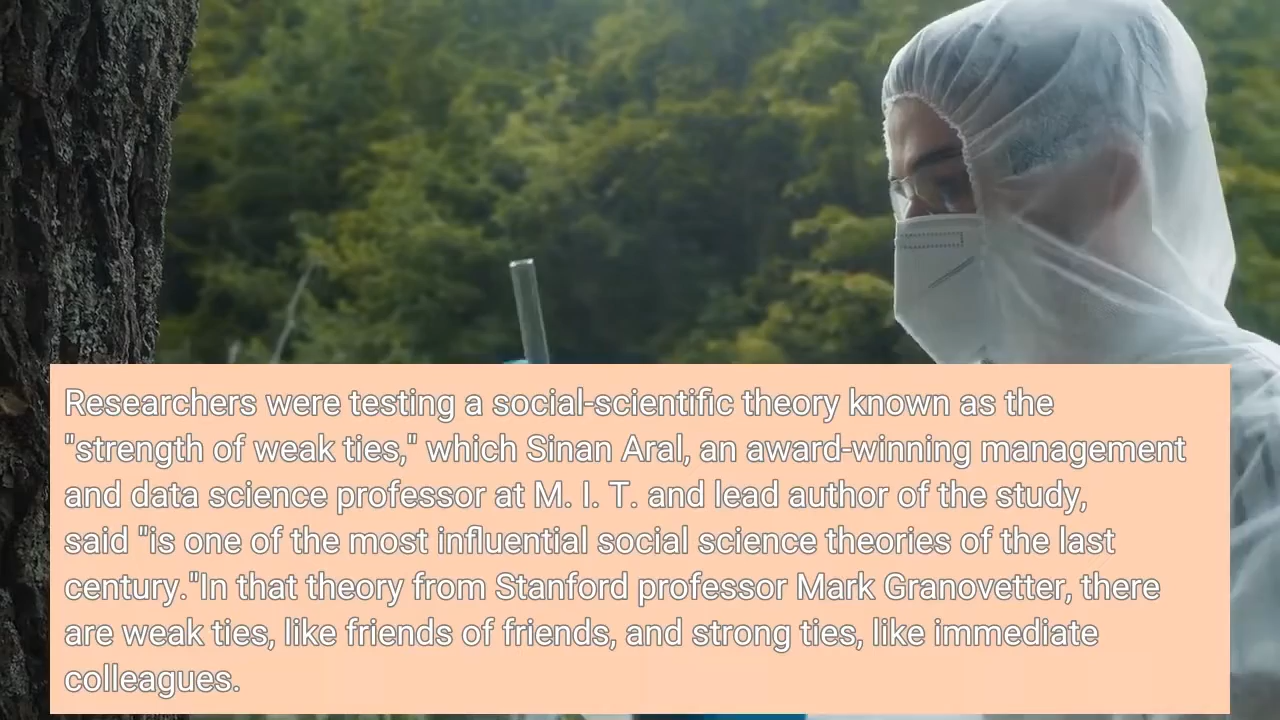 Researchers were testing a social-scientific theory known as the
"strength of weak ties," which Sinan Aral, an award-winning management
and data science professor at M. I. T. and lead author of the study,
said "is one of the most influential social science theories of the last
century."In that theory from Stanford professor Mark Granovetter, there
are weak ties, like friends of friends, and strong ties, like immediate
colleagues.